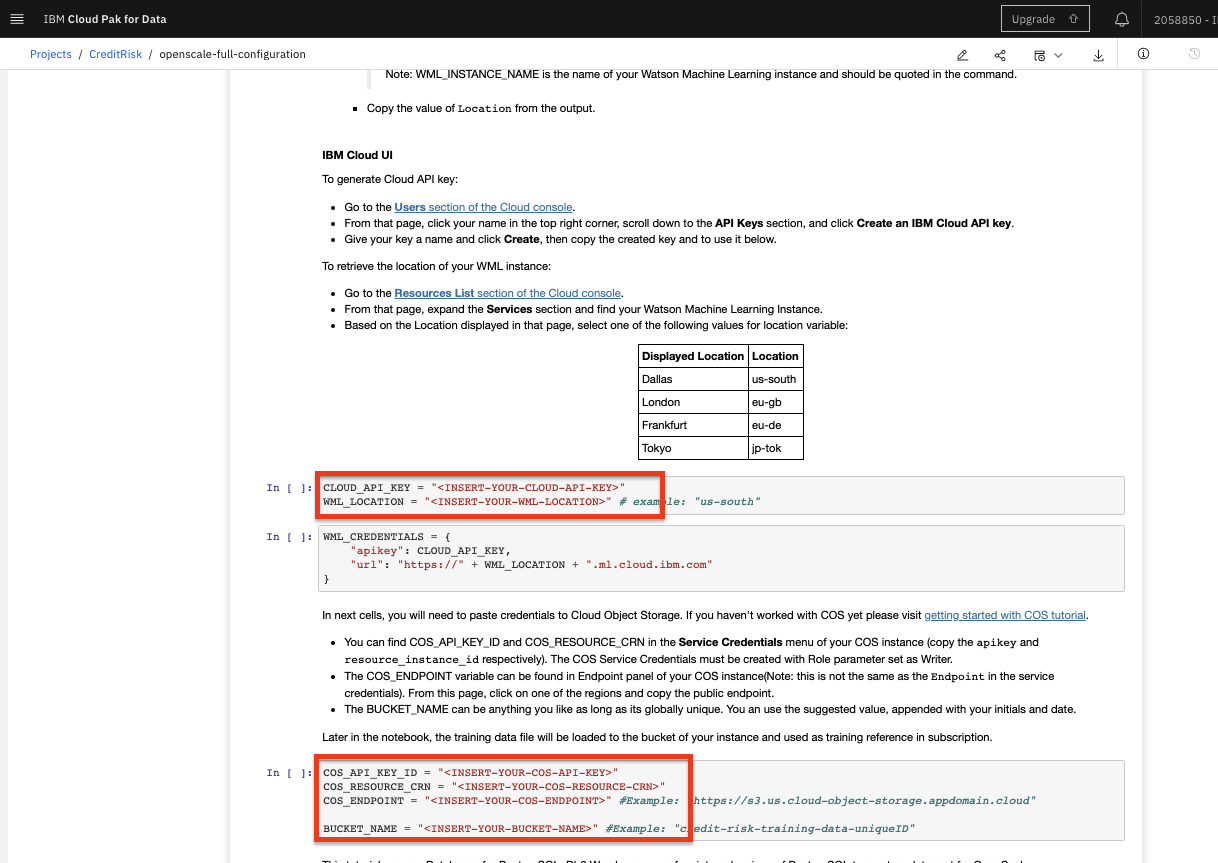 IBM Cloud Pak for Data
Upgrade
2058850 - I
Projects / CreditRisk / openscale-full-configuration
Note: WML_INSTANCE_NAME is the name of your Watson Machine Learning instance and should be quoted in the command.
Copy the value of Location from the output.
IBM Cloud UI
To generate Cloud API key:
Go to the Users section of the Cloud console.
From that page, click your name in the top right corner, scroll down to the API Keys section, and click Create an IBM Cloud API key.
Give your key a name and click Create, then copy the created key and to use it below.
To retrieve the location of your WML instance:
Go to the Resources List section of the Cloud console.
From that page, expand the Services section and find your Watson Machine Learning Instance.
Based on the Location displayed in that page, select one of the following values for location variable:
Displayed Location Location
Dallas us-south
London eu-gb
Frankfurt eu-de
Tokyo jp-tok
In [ ]: CLOUD_API_KEY = "<INSERT-YOUR-CLOUD-API-KEY>"
WML_LOCATION = "<INSERT-YOUR-WML-LOCATION>" # example: "us-south"
In [ ]: WML_CREDENTIALS = {
"apikey": CLOUD_API_KEY,
"url": "https://" + WML_LOCATION + ".ml.cloud.ibm.com"
}
In next cells, you will need to paste credentials to Cloud Object Storage. If you haven't worked with COS yet please visit getting started with COS tutorial.
You can find COS_API_KEY_ID and COS_RESOURCE_CRN in the Service Credentials menu of your COS instance (copy the apikey and
resource_instance_id respectively). The COS Service Credentials must be created with Role parameter set as Writer.
The COS_ENDPOINT variable can be found in Endpoint panel of your COS instance(Note: this is not the same as the Endpoint in the service
credentials). From this page, click on one of the regions and copy the public endpoint.
The BUCKET_NAME can be anything you like as long as its globally unique. You an use the suggested value, appended with your initials and date.
Later in the notebook, the training data file will be loaded to the bucket of your instance and used as training reference in subscription.
In [ ]: COS_API_KEY_ID = "<INSERT-YOUR-COS-API-KEY>"
COS_RESOURCE_CRN = "<INSERT-YOUR-COS-RESOURCE-CRN>"
COS_ENDPOINT = "<INSERT-YOUR-COS-ENDPOINT>" #Example: "https://s3.us.cloud-object-storage.appdomain.cloud"
BUCKET_NAME = "<INSERT-YOUR-BUCKET-NAME>" #Example: "credit-risk-training-data-uniqueID"